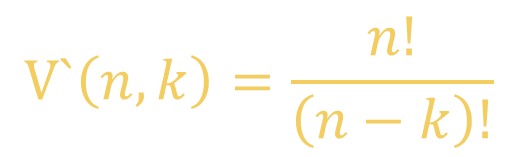 V`(n, k) = n! / (n − k)!